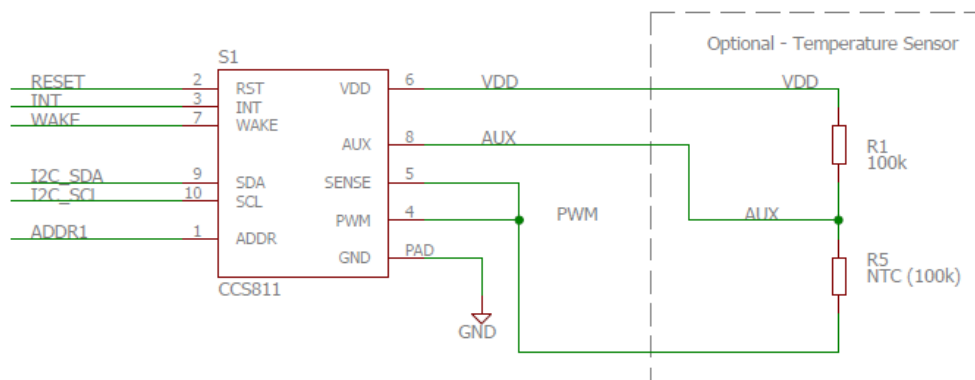 Optional - Temperature Sensor
S1
RESET 2 RST VDD 6 VDD VDD
INT 3 INT
WAKE 7 WAKE
AUX 8 AUX
R1
100k
I2C_SDA 9 SDA SENSE 5
I2C_SCL 10 SCL
PWM 4 PWM AUX
ADDR1 1 ADDR
GND PAD
R5
NTC (100k)
CCS811
GND